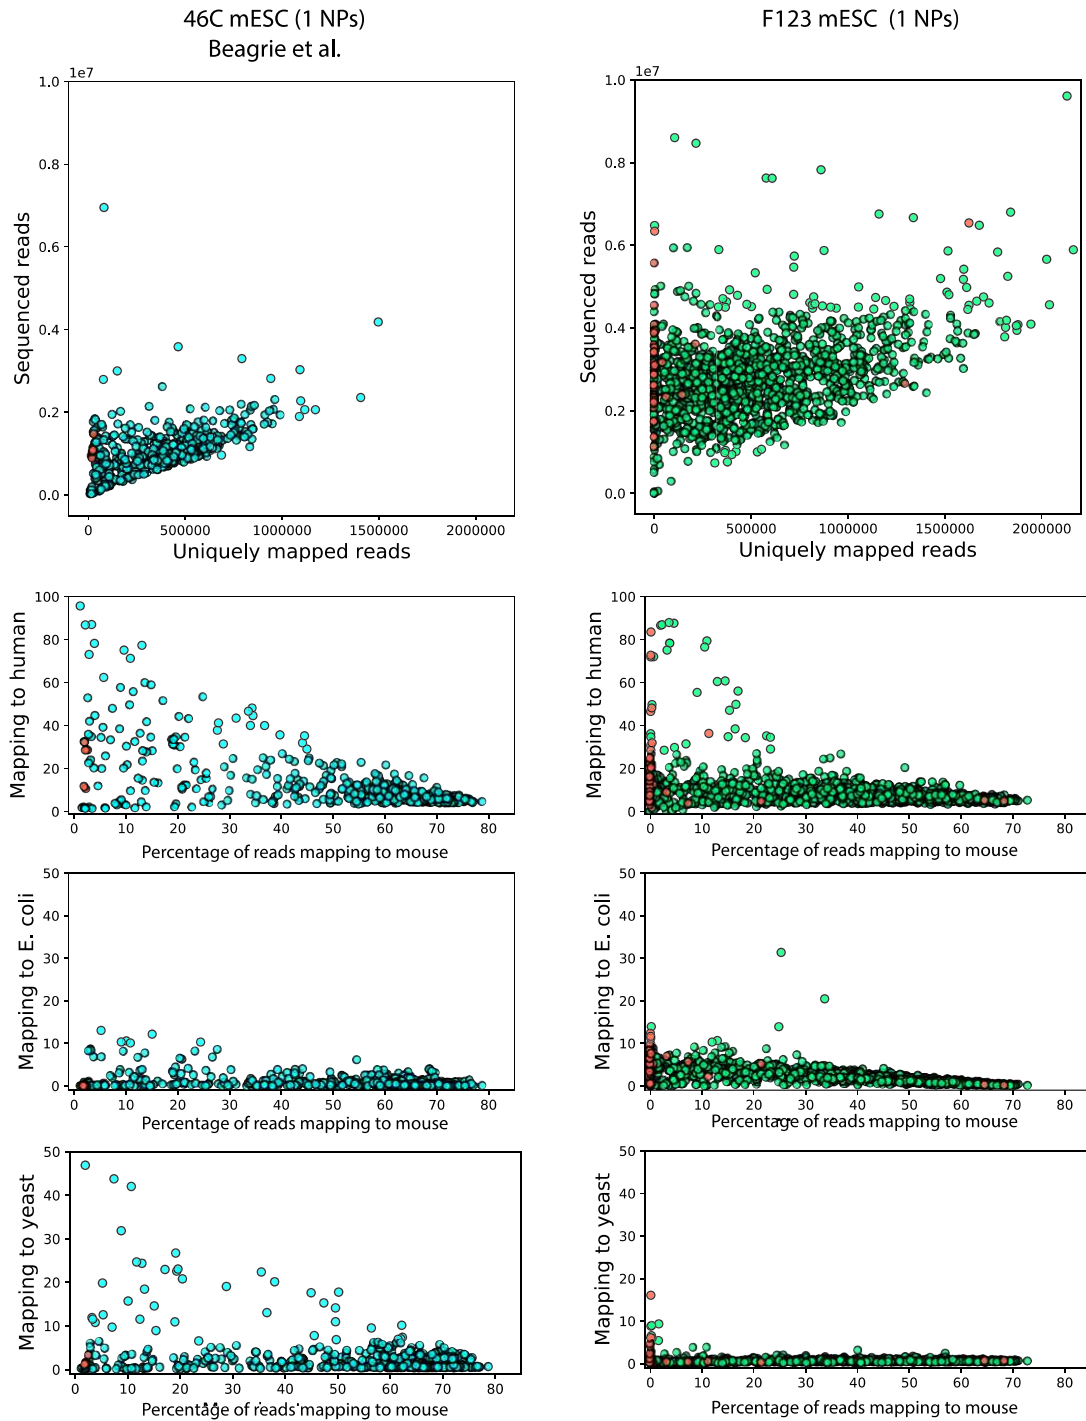 46C mESC (1 NPs)
Beagrie et al.
F123 mESC (1 NPs)
1e7
1.0
0.8
0.6
0.4
0.2
0.0
Sequenced reads
0 500000 1000000 1500000 2000000
Uniquely mapped reads
1e7
1.0
0.8
0.6
0.4
0.2
0.0
Sequenced reads
0 500000 1000000 1500000 2000000
Uniquely mapped reads
100
80
60
40
20
0
Mapping to human
0 10 20 30 40 50 60 70 80
Percentage of reads mapping to mouse
100
80
60
40
20
0
Mapping to human
0 10 20 30 40 50 60 70 80
Percentage of reads mapping to mouse
50
40
30
20
10
0
Mapping to E. coli
0 10 20 30 40 50 60 70 80
Percentage of reads mapping to mouse
50
40
30
20
10
0
Mapping to E. coli
0 10 20 30 40 50 60 70 80
Percentage of reads mapping to mouse
50
40
30
20
10
0
Mapping to yeast
0 10 20 30 40 50 60 70 80
Percentage of reads mapping to mouse
50
40
30
20
10
0
Mapping to yeast
0 10 20 30 40 50 60 70 80
Percentage of reads mapping to mouse